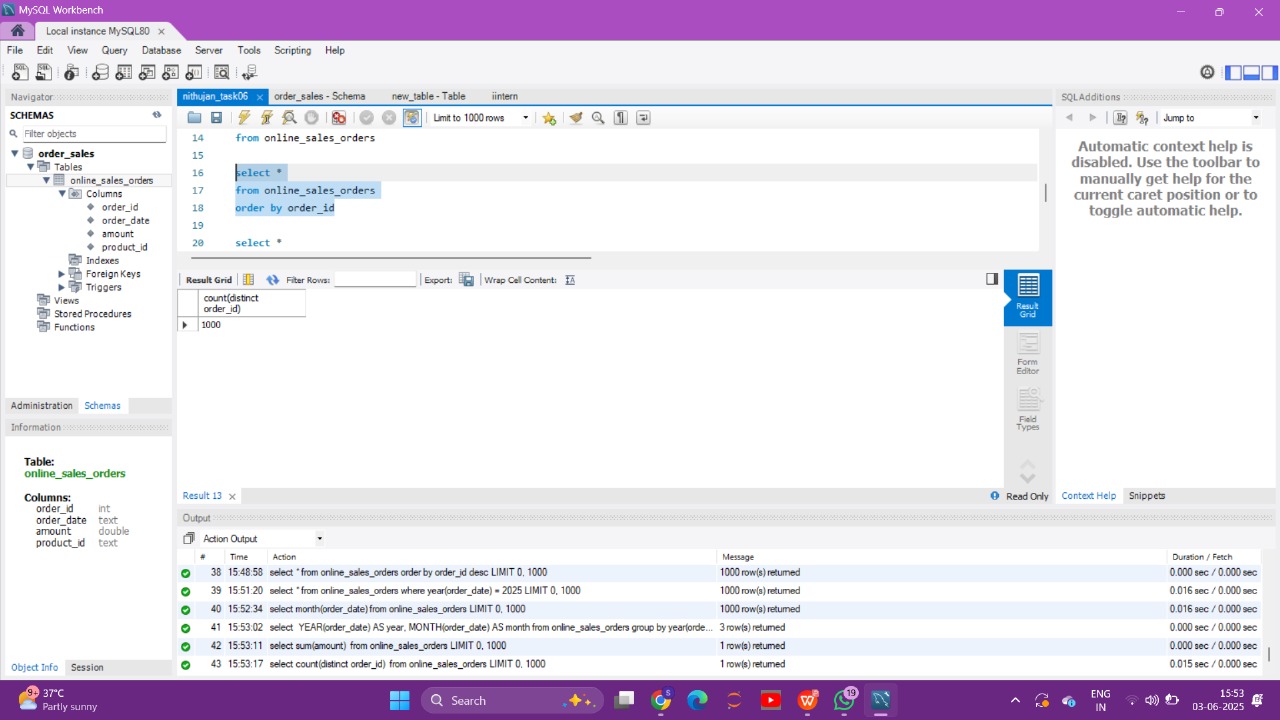 MySQL Workbench
Local instance MySQL80
File Edit View Query Database Server Tools Scripting Help
Navigator
SCHEMAS
Filter objects
order_sales
Tables
online_sales_orders
Columns
order_id
order_date
amount
product_id
Indexes
Foreign Keys
Triggers
Views
Stored Procedures
Functions
Administration Schemas
Information
Table:
online_sales_orders
Columns:
order_id int
order_date text
amount double
product_id text
Object Info Session
nithujan_task06 order_sales - Schema new_table - Table iintern
Limit to 1000 rows
14 from online_sales_orders
15
16 select *
17 from online_sales_orders
18 order by order_id
19
20 select *
Result Grid Filter Rows: Export: Wrap Cell Content:
count(distinct
order_id)
1000
Result
Grid
Form
Editor
Field
Types
Result 13
Read Only
SQLAdditions
Jump to
Automatic context help is
disabled. Use the toolbar to
manually get help for the
current caret position or to
toggle automatic help.
Context Help Snippets
Output
Action Output
# Time Action Message Duration / Fetch
38 15:48:58 select * from online_sales_orders order by order_id desc LIMIT 0, 1000 1000 row(s) returned 0.000 sec / 0.000 sec
39 15:51:20 select * from online_sales_orders where year(order_date) = 2025 LIMIT 0, 1000 1000 row(s) returned 0.016 sec / 0.000 sec
40 15:52:34 select month(order_date) from online_sales_orders LIMIT 0, 1000 1000 row(s) returned 0.016 sec / 0.000 sec
41 15:53:02 select YEAR(order_date) AS year, MONTH(order_date) AS month from online_sales_orders group by year(orde... 3 row(s) returned 0.000 sec / 0.000 sec
42 15:53:11 select sum(amount) from online_sales_orders LIMIT 0, 1000 1 row(s) returned 0.000 sec / 0.000 sec
43 15:53:17 select count(distinct order_id) from online_sales_orders LIMIT 0, 1000 1 row(s) returned 0.015 sec / 0.000 sec
9+
37°C
Partly sunny
Search
S
19
ENG
IN
15:53
03-06-2025